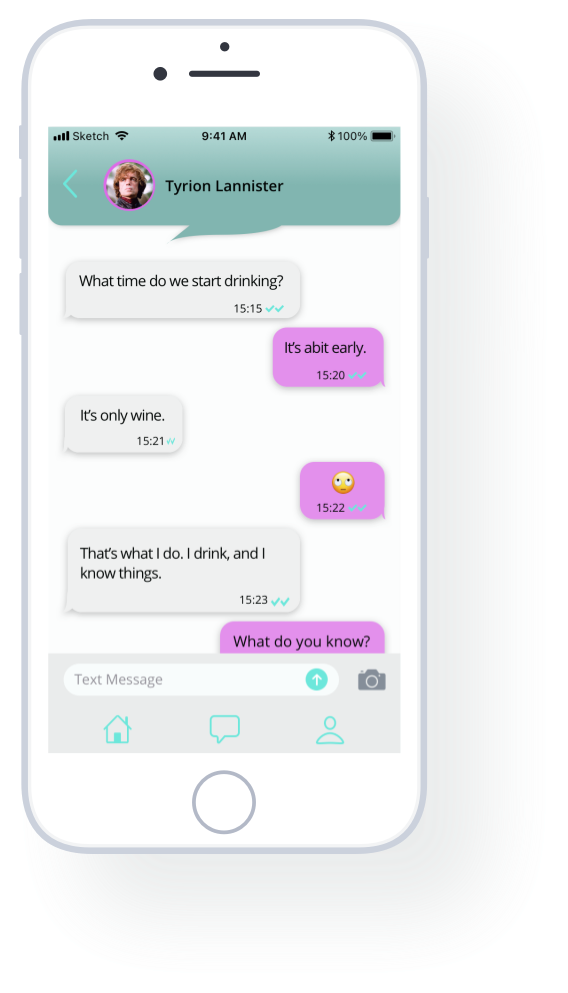 Sketch 9:41 AM 100%
Tyrion Lannister
What time do we start drinking?
15:15
It’s abit early.
15:20
It’s only wine.
15:21
🙄
15:22
That’s what I do. I drink, and I
know things.
15:23
What do you know?
Text Message